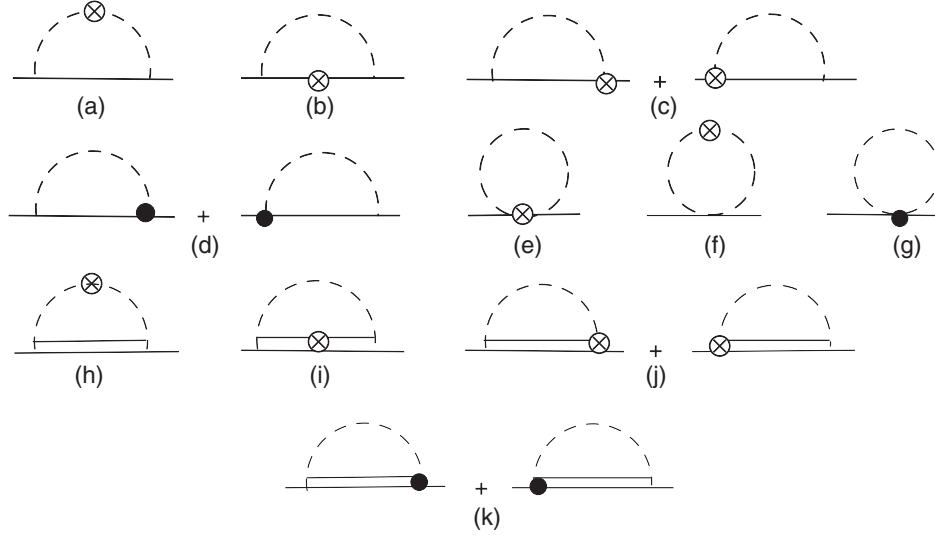 (a) (b) + (c)
+ (d) (e) (f) (g)
(h) (i) + (j)
+ (k)